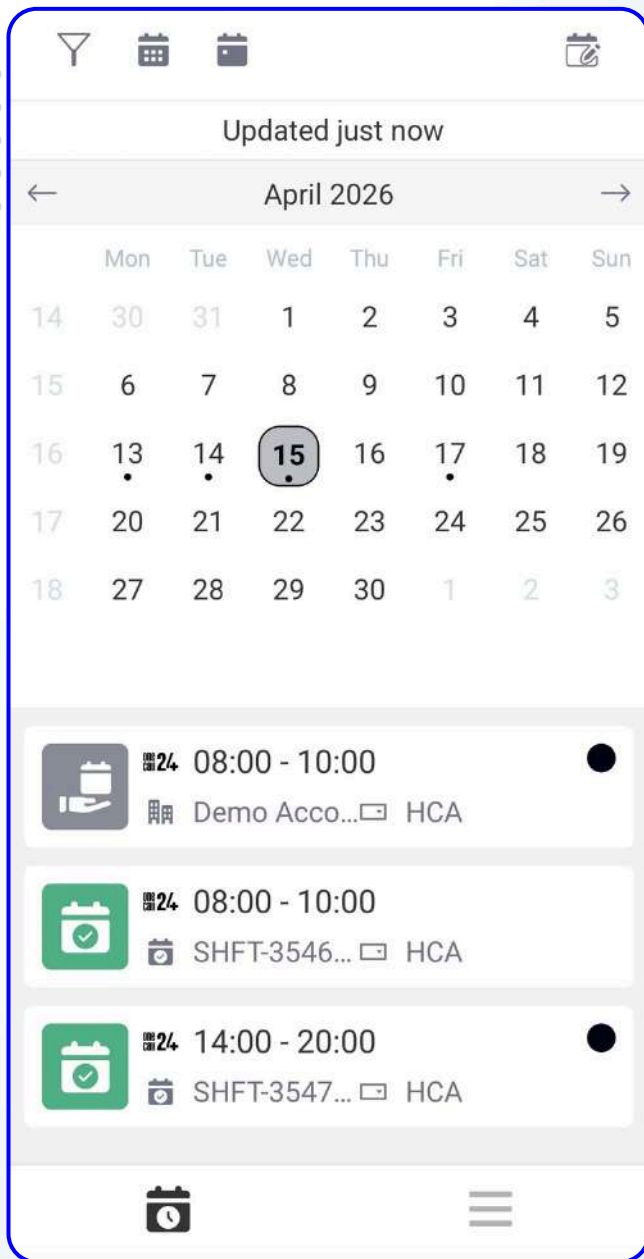 Updated just now
April 2026
Mon Tue Wed Thu Fri Sat Sun
14 30 31 1 2 3 4 5
15 6 7 8 9 10 11 12
16 13 14 15 16 17 18 19
17 20 21 22 23 24 25 26
18 27 28 29 30 1 2 3
24 08:00 - 10:00
Demo Acco... HCA
24 08:00 - 10:00
SHFT-3546... HCA
24 14:00 - 20:00
SHFT-3547... HCA